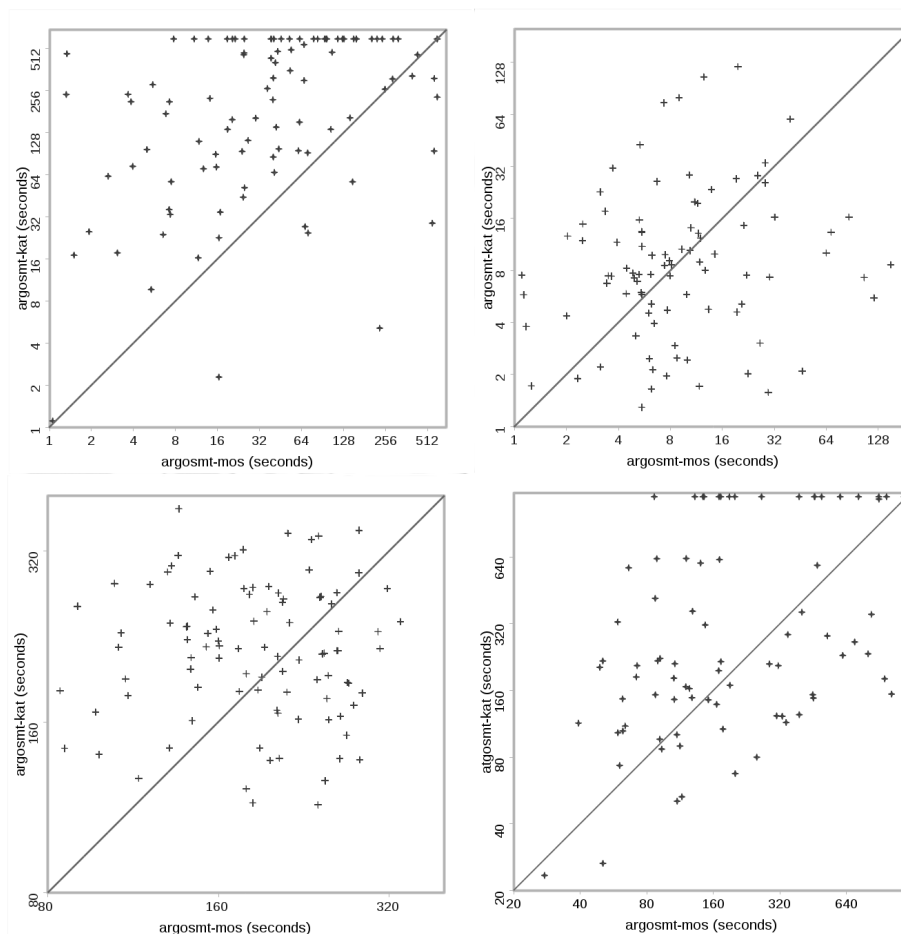 512
256
128
64
32
16
8
4
2
1
argosmt-kat (seconds)
1 2 4 8 16 32 64 128 256 512
argosmt-mos (seconds)
128
64
32
16
8
4
2
1
argosmt-kat (seconds)
1 2 4 8 16 32 64 128
argosmt-mos (seconds)
320
160
80
argosmt-kat (seconds)
80 160 320
argosmt-mos (seconds)
640
320
160
80
40
20
atgosmt-kat (seconds)
20 40 80 160 320 640
argosmt-mos (seconds)